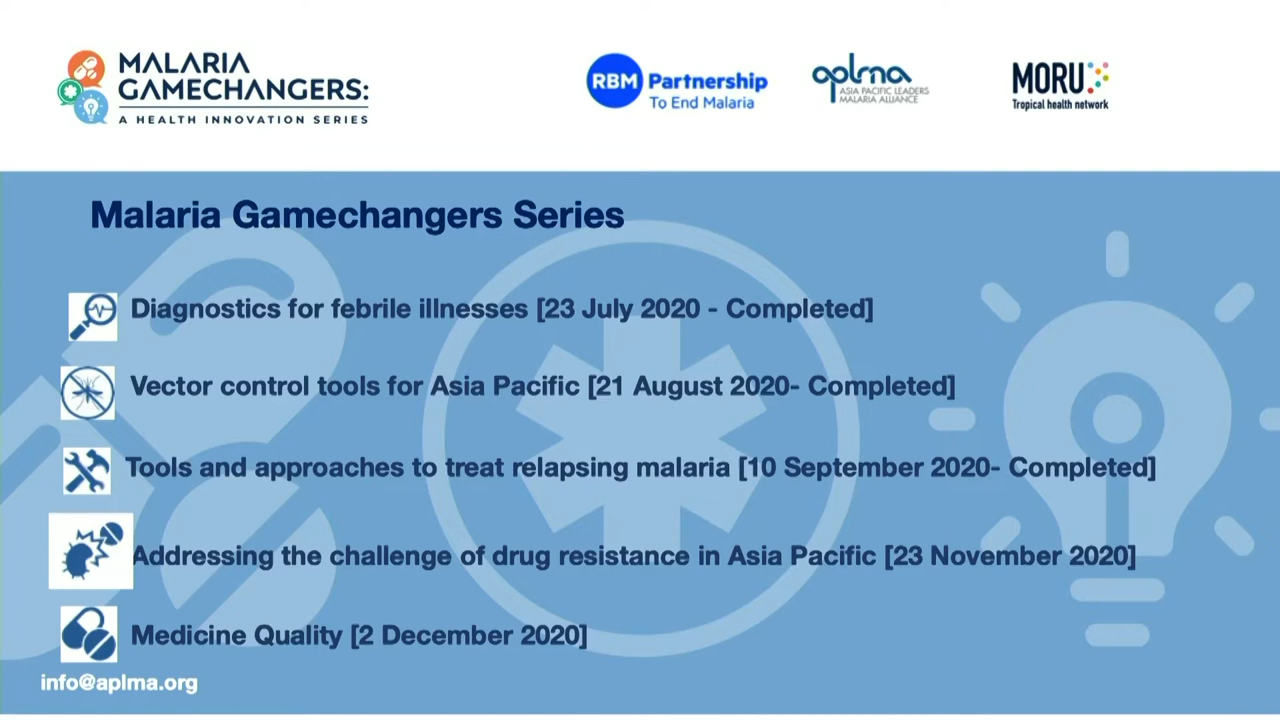 MALARIA
GAMECHANGERS:
A HEALTH INNOVATION SERIES
RBM Partnership
To End Malaria
aplma
ASIA PACIFIC LEADERS
MALARIA ALLIANCE
MORU
Tropical health network
Malaria Gamechangers Series
Diagnostics for febrile illnesses [23 July 2020 - Completed]
Vector control tools for Asia Pacific [21 August 2020- Completed]
Tools and approaches to treat relapsing malaria [10 September 2020- Completed]
Addressing the challenge of drug resistance in Asia Pacific [23 November 2020]
Medicine Quality [2 December 2020]
info@aplma.org